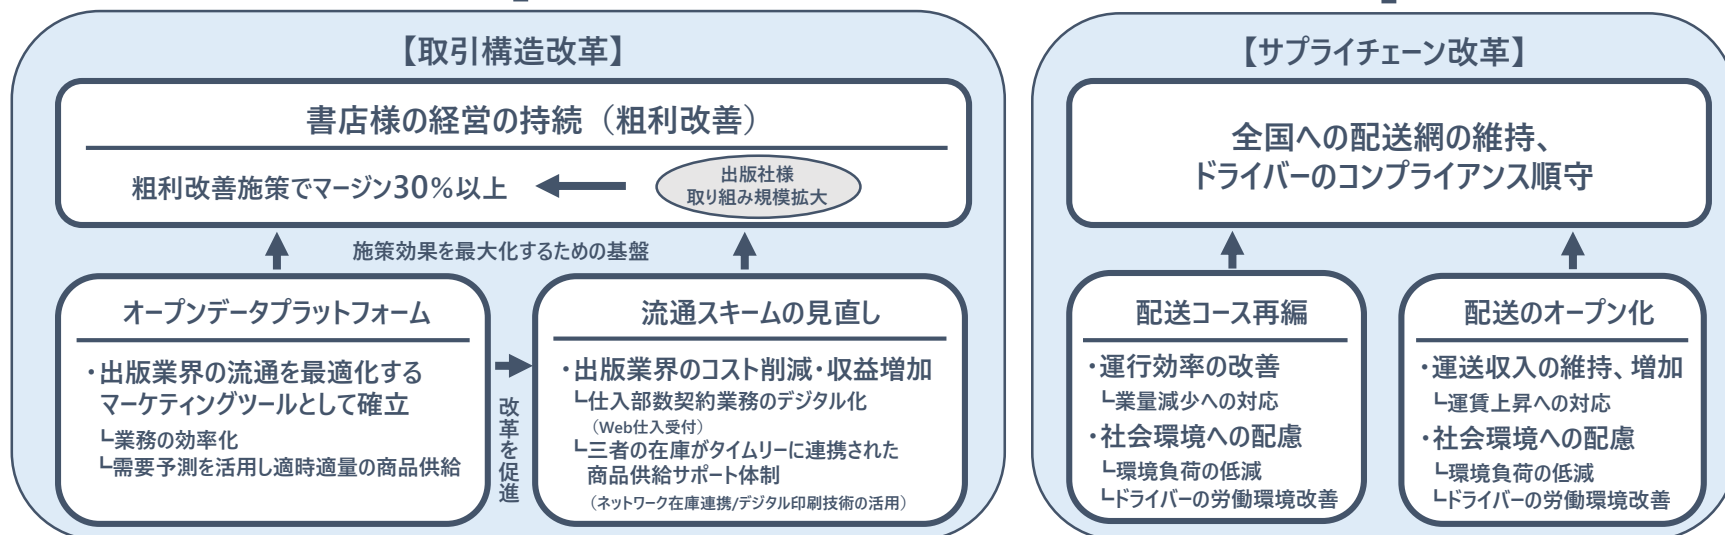 【取引構造改革】
書店様の経営の持続（粗利改善）
粗利改善施策でマージン30%以上
出版社様
取り組み規模拡大
施策効果を最大化するための基盤
オープンデータプラットフォーム
・出版業界の流通を最適化する
マーケティングツールとして確立
┗業務の効率化
┗需要予測を活用し適時適量の商品供給
改革を促進
流通スキームの見直し
・出版業界のコスト削減・収益増加
┗仕入部数契約業務のデジタル化
（Web仕入受付）
┗三者の在庫がタイムリーに連携された
商品供給サポート体制
（ネットワーク在庫連携/デジタル印刷技術の活用）
【サプライチェーン改革】
全国への配送網の維持、
ドライバーのコンプライアンス順守
配送コース再編
・運行効率の改善
┗業量減少への対応
・社会環境への配慮
┗環境負荷の低減
┗ドライバーの労働環境改善
配送のオープン化
・運送収入の維持、増加
┗運賃上昇への対応
・社会環境への配慮
┗環境負荷の低減
┗ドライバーの労働環境改善